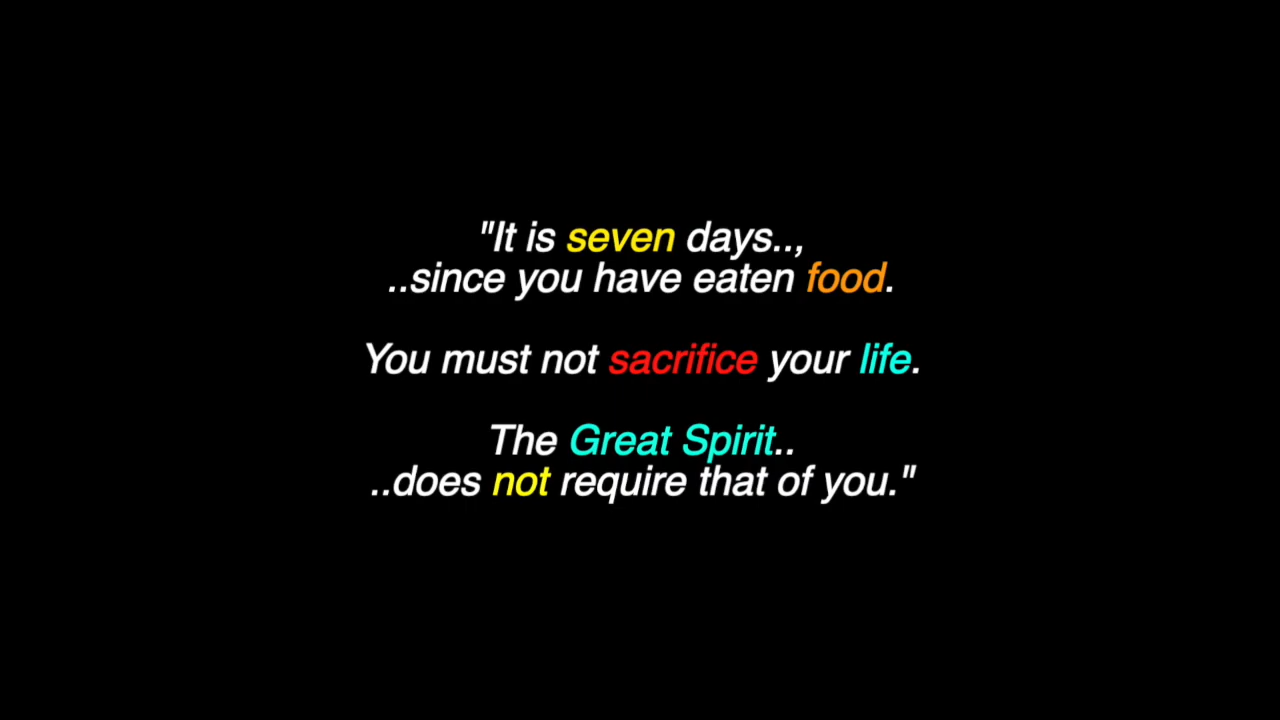 "It is seven days..,
..since you have eaten food.
You must not sacrifice your life.
The Great Spirit..
..does not require that of you."